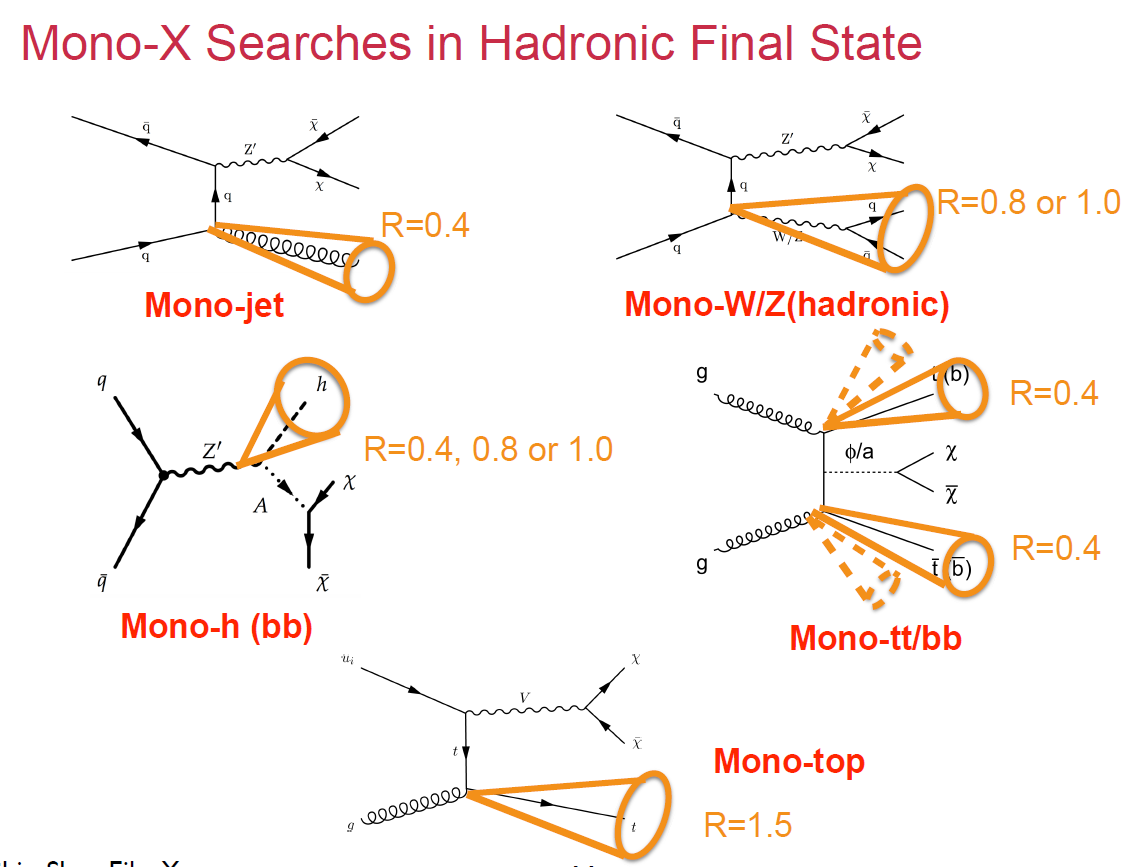 Mono-X Searches in Hadronic Final State
q̄
Z′
χ̄
χ
q
q
R=0.4
Mono-jet
q̄
Z′
χ̄
χ
q
q
W/Z
q
q̄
R=0.8 or 1.0
Mono-W/Z(hadronic)
q
Z′
h
A
χ
χ̄
q̄
R=0.4, 0.8 or 1.0
Mono-h (bb)
g
t (b)
R=0.4
ϕ/a
χ
χ̄
g
t̄ (b̄)
R=0.4
Mono-tt/bb
uᵢ
V
χ
χ̄
t
g
t
Mono-top
R=1.5